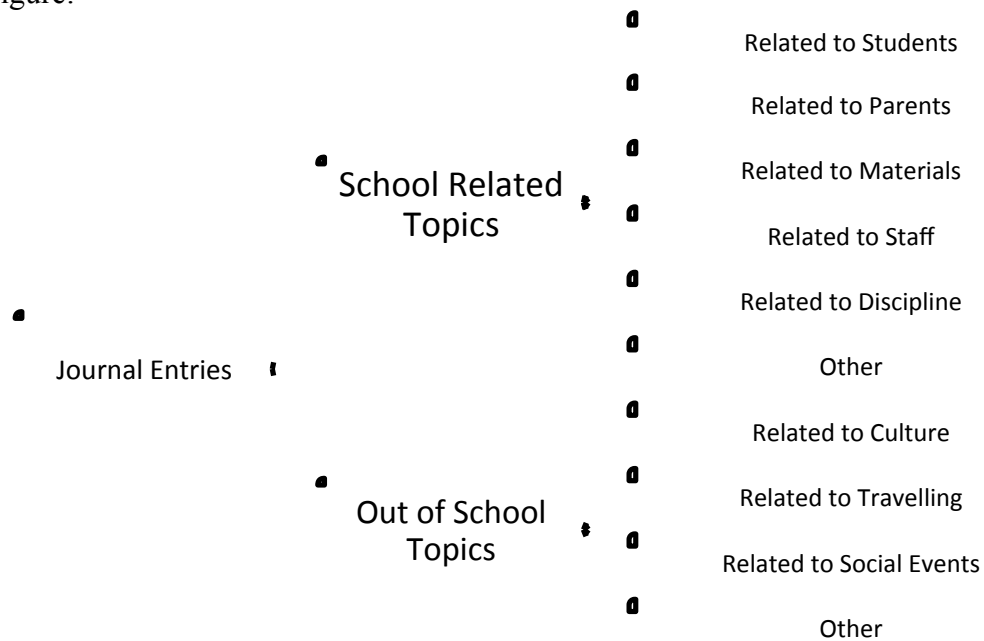 igure:
Related to Students
Related to Parents
Related to Materials
Related to Staff
Related to Discipline
Other
Related to Culture
Related to Travelling
Related to Social Events
Other
School Related
Topics
Out of School
Topics
Journal Entries